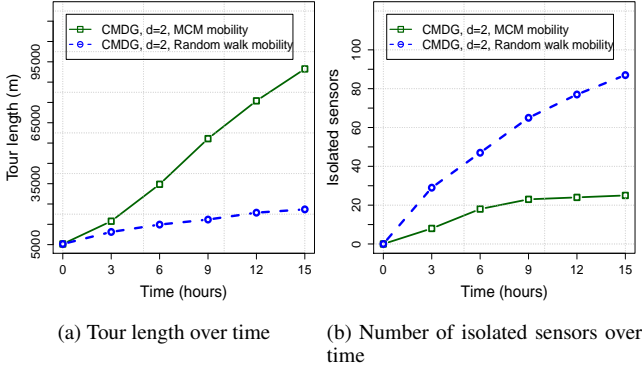 CMDG, d=2, MCM mobility
CMDG, d=2, Random walk mobility
Tour length (m)
95000
65000
35000
5000
0 3 6 9 12 15
Time (hours)
(a) Tour length over time
CMDG, d=2, MCM mobility
CMDG, d=2, Random walk mobility
Isolated sensors
100
80
60
40
20
0
0 3 6 9 12 15
Time (hours)
(b) Number of isolated sensors over
time